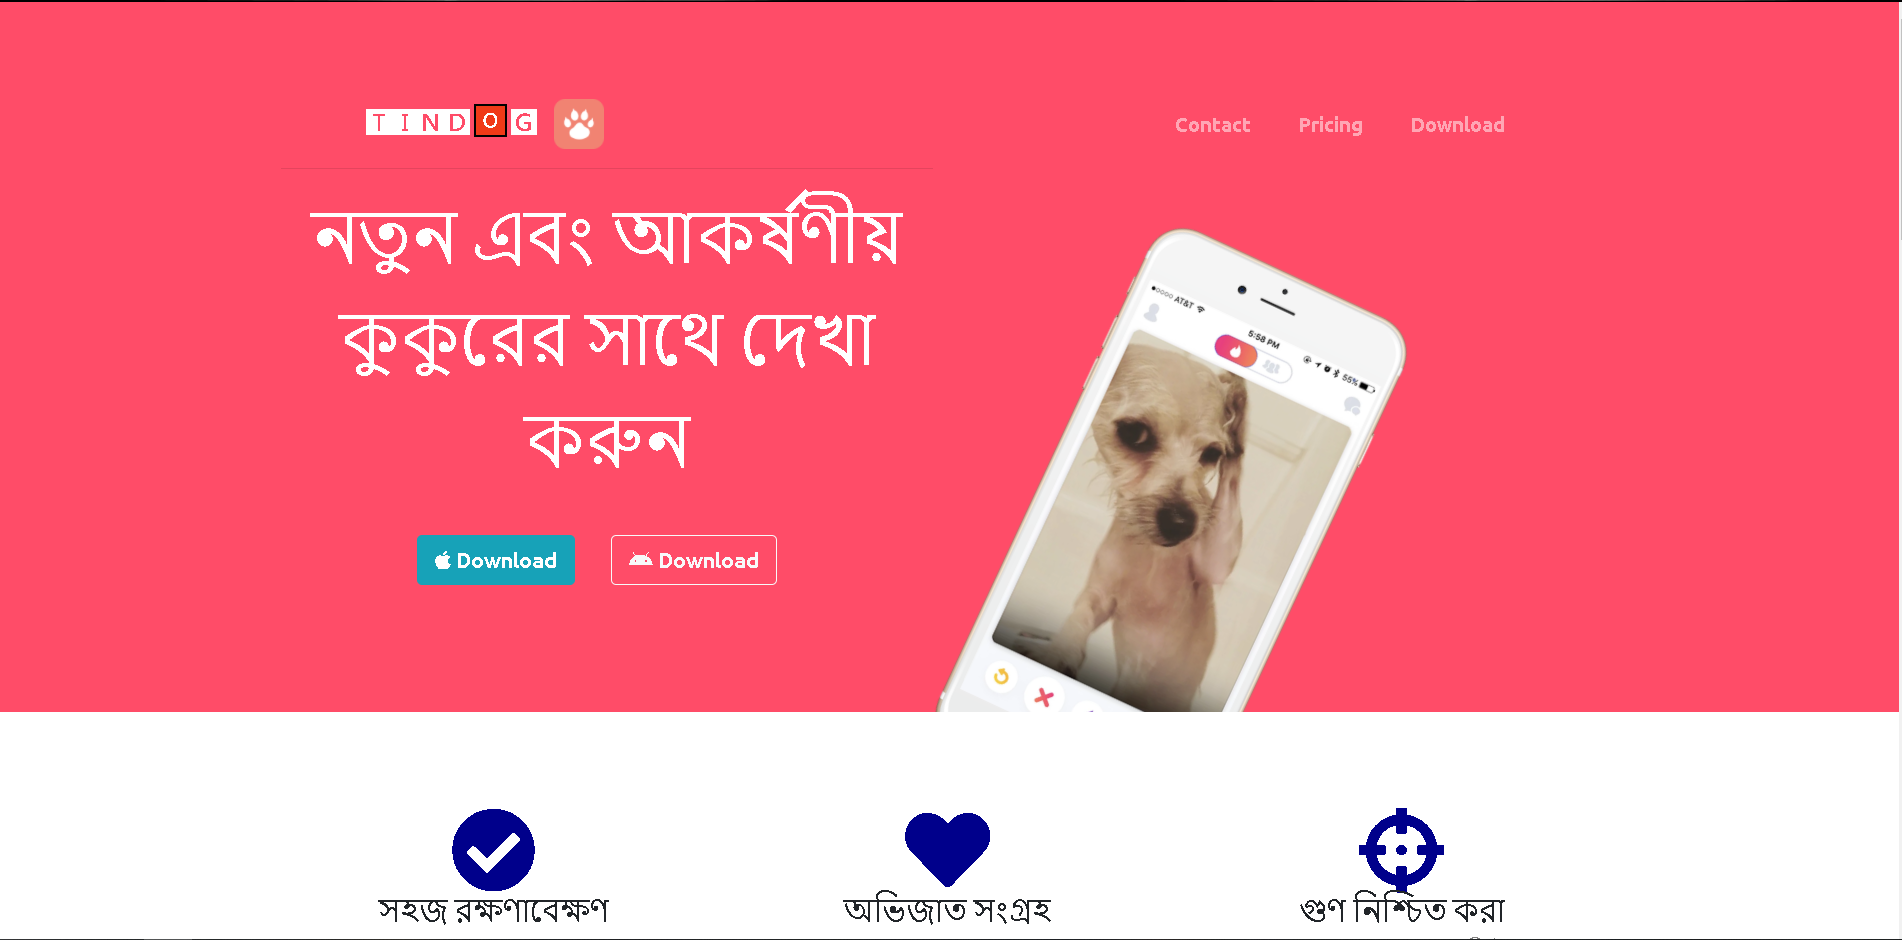 T I N D O G
Contact Pricing Download
নতুন এবং আকর্ষণীয়
কুকুরের সাথে দেখা
করুন
AT&T
5:58 PM
55%
Download Download
সহজ রক্ষণাবেক্ষণ অভিজাত সংগ্রহ গুণ নিশ্চিত করা